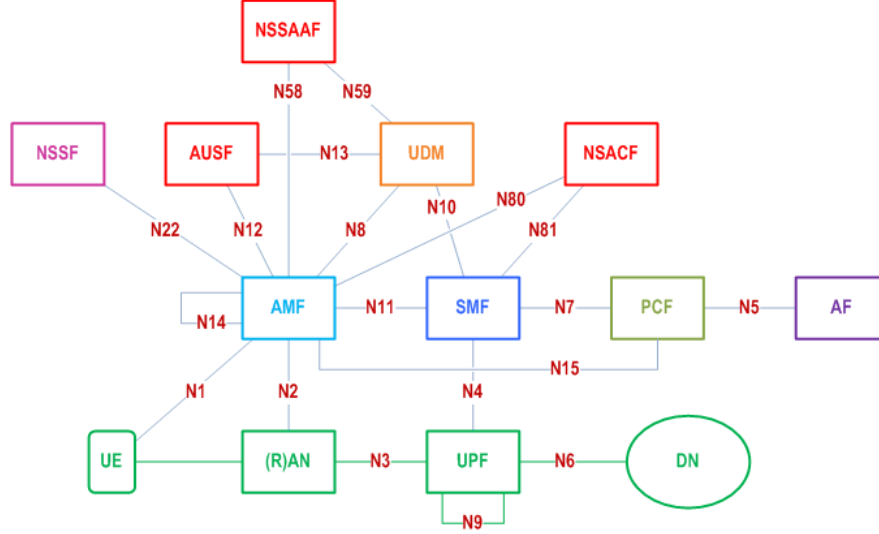 NSSAAF
N58
N59
NSSF
AUSF
N13
UDM
NSACF
N22
N12
N8
N10
N80
N81
AMF
N11
SMF
N7
PCF
N5
AF
N14
N15
N1
N2
N4
UE
(R)AN
N3
UPF
N6
DN
N9